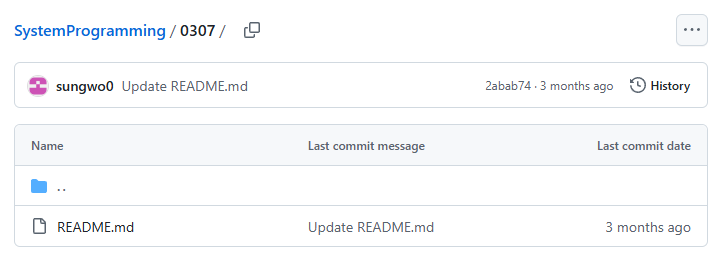 SystemProgramming / 0307 /
sungwo0 Update README.md 2abab74 · 3 months ago History
Name Last commit message Last commit date
..
README.md Update README.md 3 months ago